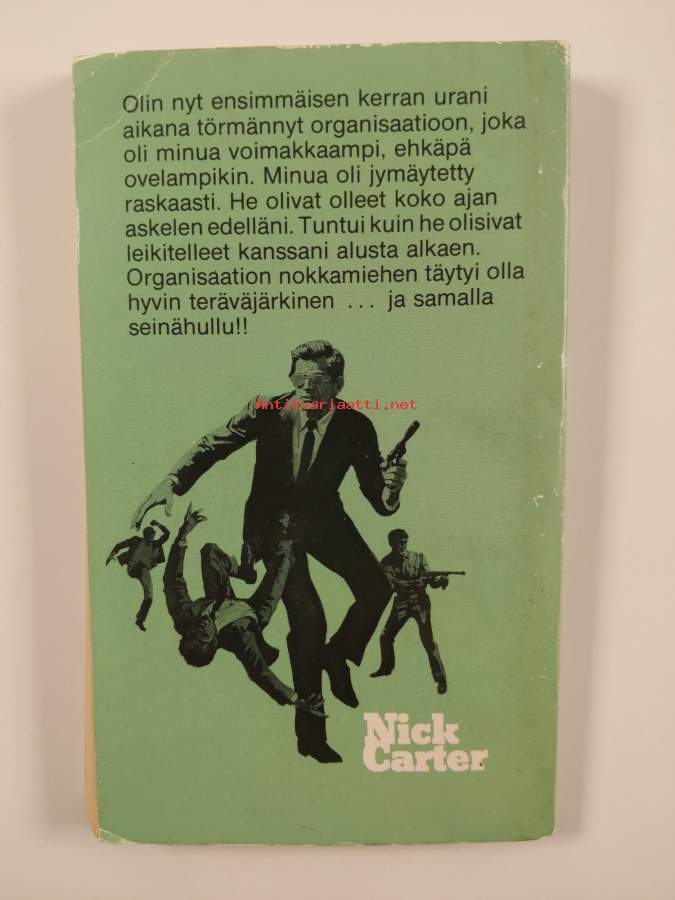 Olin nyt ensimmäisen kerran urani
aikana törmännyt organisaatioon, joka
oli minua voimakkaampi, ehkäpä
ovelampikin. Minua oli jymäytetty
raskaasti. He olivat olleet koko ajan
askelen edelläni. Tuntui kuin he olisivat
leikitelleet kanssani alusta alkaen.
Organisaation nokkamiehen täytyi olla
hyvin teräväjärkinen ... ja samalla
seinähullu!!
Antikvariaatti.net
Nick
Carter